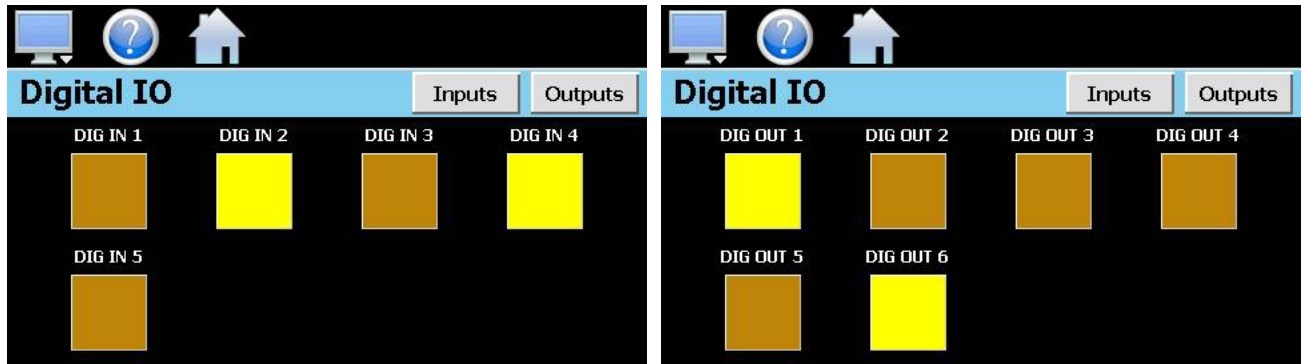 ?
Digital IO
Inputs
Outputs
DIG IN 1
DIG IN 2
DIG IN 3
DIG IN 4
DIG IN 5
?
Digital IO
Inputs
Outputs
DIG OUT 1
DIG OUT 2
DIG OUT 3
DIG OUT 4
DIG OUT 5
DIG OUT 6